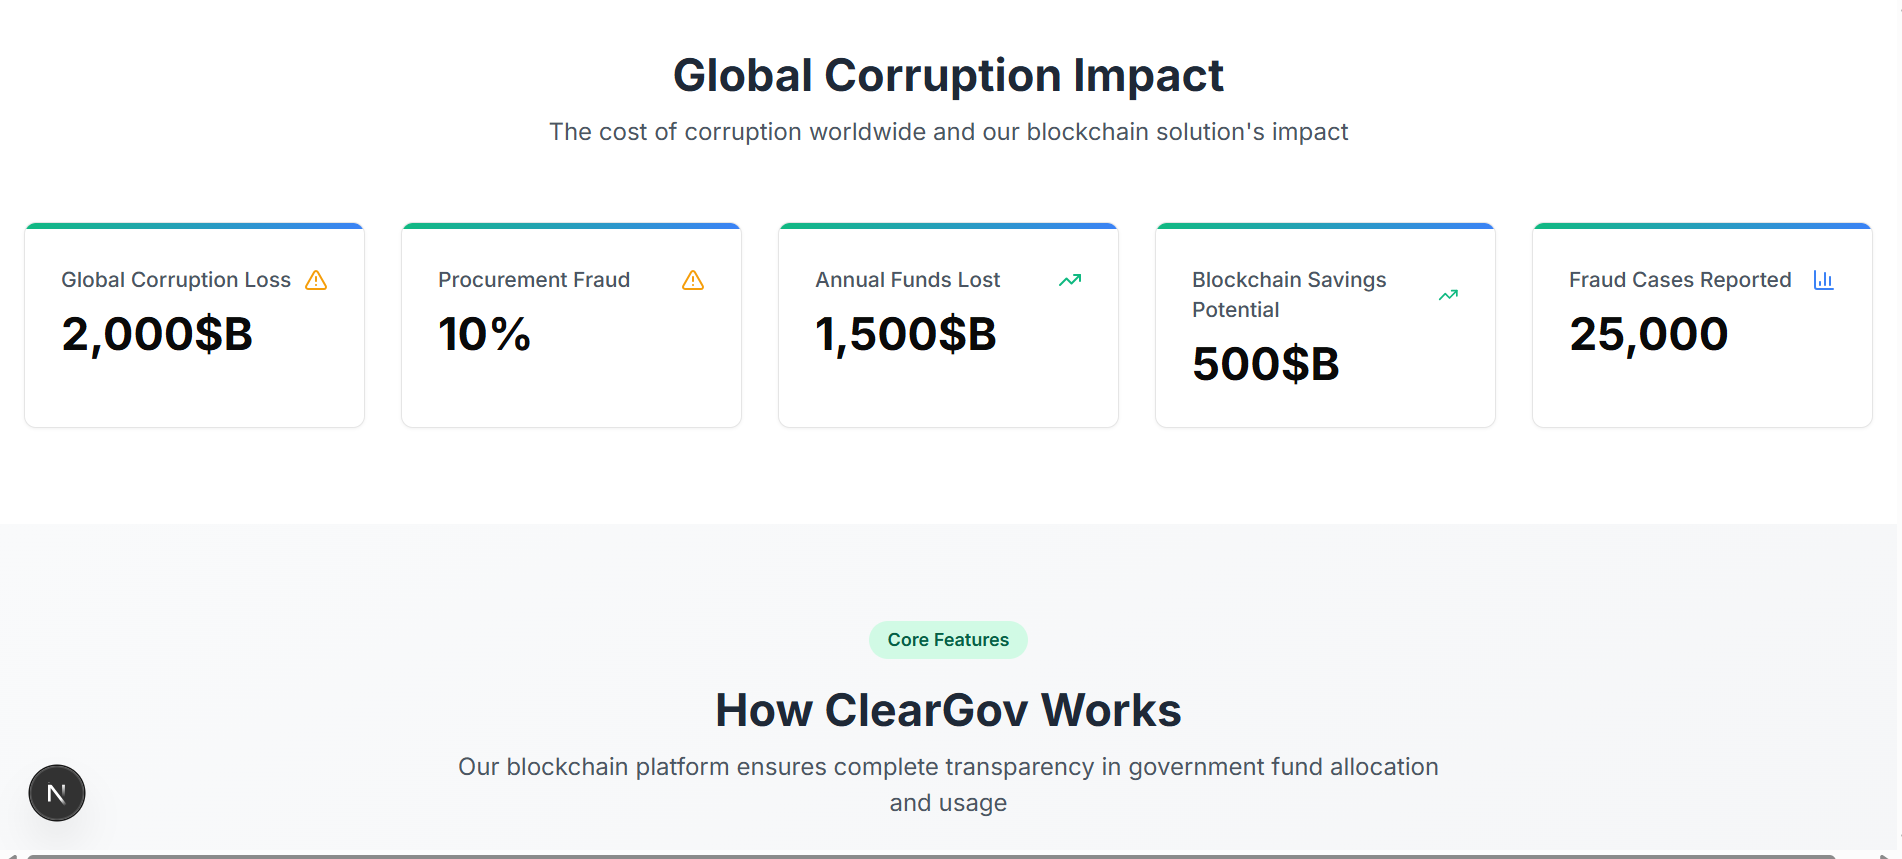 Global Corruption Impact
The cost of corruption worldwide and our blockchain solution's impact
Global Corruption Loss
2,000$B
Procurement Fraud
10%
Annual Funds Lost
1,500$B
Blockchain Savings
Potential
500$B
Fraud Cases Reported
25,000
Core Features
How ClearGov Works
Our blockchain platform ensures complete transparency in government fund allocation
and usage
N